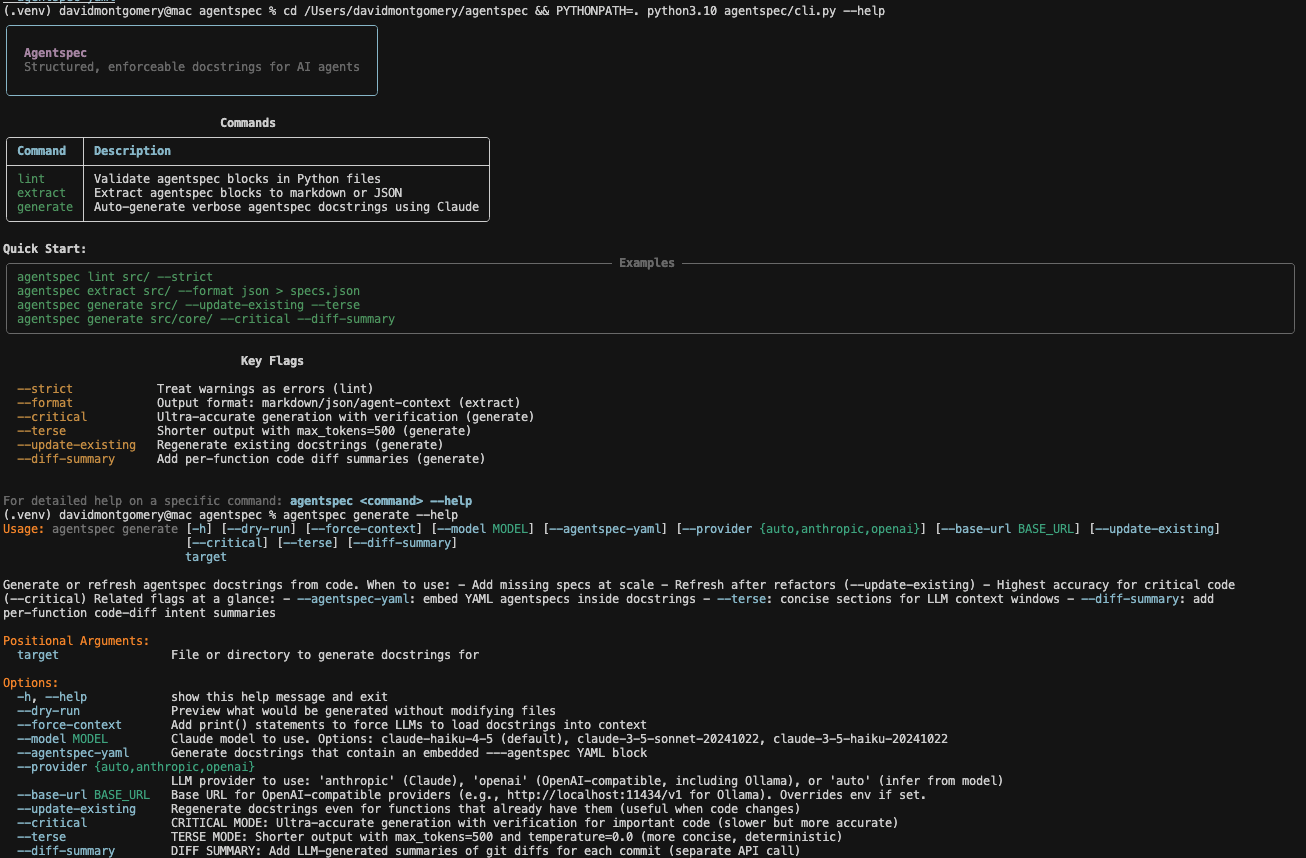 (.venv) davidmontgomery@mac agentspec % cd /Users/davidmontgomery/agentspec && PYTHONPATH=. python3.10 agentspec/cli.py --help
Agentspec
Structured, enforceable docstrings for AI agents
Commands
Command Description
lint Validate agentspec blocks in Python files
extract Extract agentspec blocks to markdown or JSON
generate Auto-generate verbose agentspec docstrings using Claude
Quick Start:
Examples
agentspec lint src/ --strict
agentspec extract src/ --format json > specs.json
agentspec generate src/ --update-existing --terse
agentspec generate src/core/ --critical --diff-summary
Key Flags
--strict Treat warnings as errors (lint)
--format Output format: markdown/json/agent-context (extract)
--critical Ultra-accurate generation with verification (generate)
--terse Shorter output with max_tokens=500 (generate)
--update-existing Regenerate existing docstrings (generate)
--diff-summary Add per-function code diff summaries (generate)
For detailed help on a specific command: agentspec <command> --help
(.venv) davidmontgomery@mac agentspec % agentspec generate --help
Usage: agentspec generate [-h] [--dry-run] [--force-context] [--model MODEL] [--agentspec-yaml] [--provider {auto,anthropic,openai}] [--base-url BASE_URL] [--update-existing]
[--critical] [--terse] [--diff-summary]
target
Generate or refresh agentspec docstrings from code. When to use: - Add missing specs at scale - Refresh after refactors (--update-existing) - Highest accuracy for critical code
(--critical) Related flags at a glance: - --agentspec-yaml: embed YAML agentspecs inside docstrings - --terse: concise sections for LLM context windows - --diff-summary: add
per-function code-diff intent summaries
Positional Arguments:
target File or directory to generate docstrings for
Options:
-h, --help show this help message and exit
--dry-run Preview what would be generated without modifying files
--force-context Add print() statements to force LLMs to load docstrings into context
--model MODEL Claude model to use. Options: claude-haiku-4-5 (default), claude-3-5-sonnet-20241022, claude-3-5-haiku-20241022
--agentspec-yaml Generate docstrings that contain an embedded ---agentspec YAML block
--provider {auto,anthropic,openai}
LLM provider to use: 'anthropic' (Claude), 'openai' (OpenAI-compatible, including Ollama), or 'auto' (infer from model)
--base-url BASE_URL Base URL for OpenAI-compatible providers (e.g., http://localhost:11434/v1 for Ollama). Overrides env if set.
--update-existing Regenerate docstrings even for functions that already have them (useful when code changes)
--critical CRITICAL MODE: Ultra-accurate generation with verification for important code (slower but more accurate)
--terse TERSE MODE: Shorter output with max_tokens=500 and temperature=0.0 (more concise, deterministic)
--diff-summary DIFF SUMMARY: Add LLM-generated summaries of git diffs for each commit (separate API call)